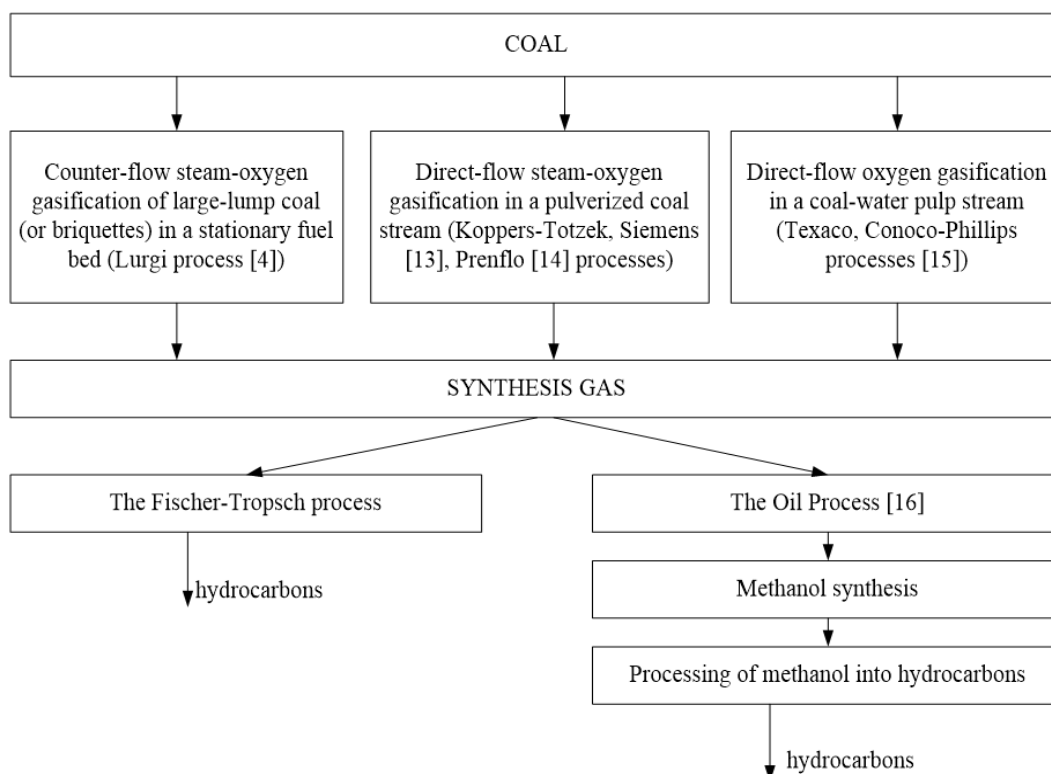 COAL
Counter-flow steam-oxygen
gasification of large-lump coal
(or briquettes) in a stationary fuel
bed (Lurgi process [4])
Direct-flow steam-oxygen
gasification in a pulverized coal
stream (Koppers-Totzek, Siemens
[13], Prenflo [14] processes)
Direct-flow oxygen gasification
in a coal-water pulp stream
(Texaco, Conoco-Phillips
processes [15])
SYNTHESIS GAS
The Fischer-Tropsch process
hydrocarbons
The Oil Process [16]
Methanol synthesis
Processing of methanol into hydrocarbons
hydrocarbons